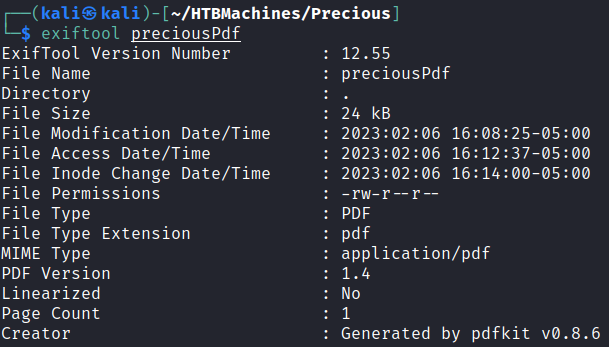 ┌──(kali㉿kali)-[~/HTBMachines/Precious]
└─$ exiftool preciousPdf
ExifTool Version Number : 12.55
File Name : preciousPdf
Directory : .
File Size : 24 kB
File Modification Date/Time : 2023:02:06 16:08:25-05:00
File Access Date/Time : 2023:02:06 16:12:37-05:00
File Inode Change Date/Time : 2023:02:06 16:14:00-05:00
File Permissions : -rw-r--r--
File Type : PDF
File Type Extension : pdf
MIME Type : application/pdf
PDF Version : 1.4
Linearized : No
Page Count : 1
Creator : Generated by pdfkit v0.8.6